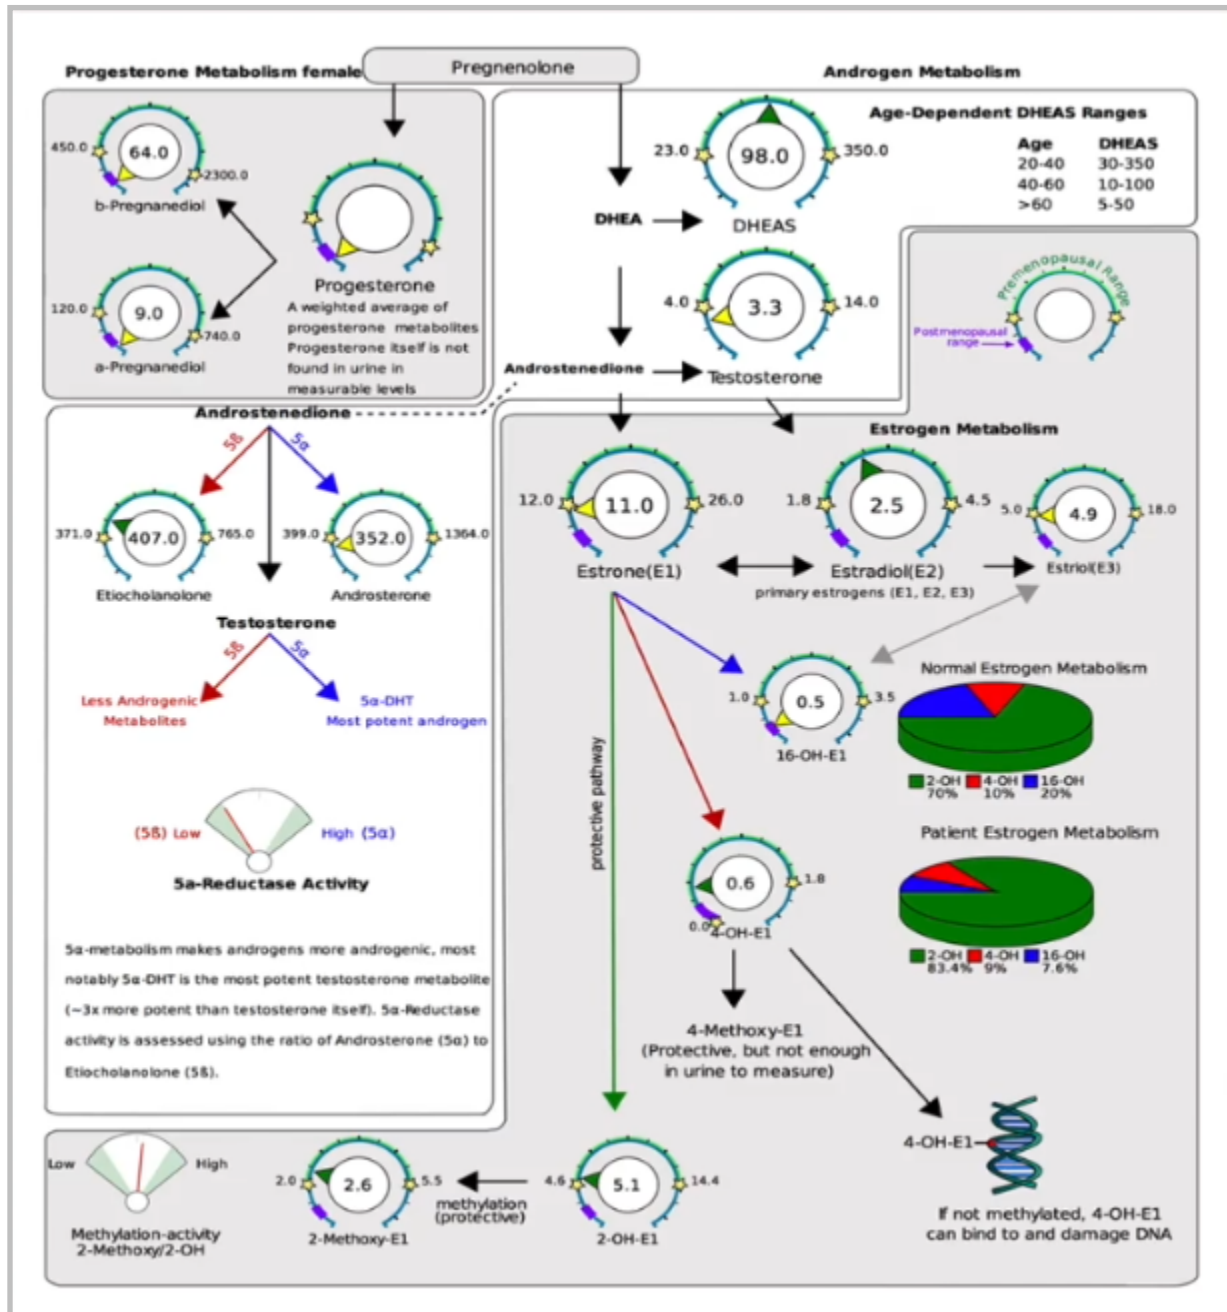 Pregnenolone
Progesterone Metabolism female
450.0
64.0
2300.0
b-Pregnanediol
120.0
9.0
740.0
a-Pregnanediol
Progesterone
A weighted average of
progesterone metabolites
Progesterone itself is not
found in urine in
measurable levels
Androgen Metabolism
Age-Dependent DHEAS Ranges
Age DHEAS
20-40 30-350
40-60 10-100
>60 5-50
23.0
98.0
350.0
DHEA
DHEAS
4.0
3.3
14.0
Androstenedione
Testosterone
Premenopausal Range
Postmenopausal
range
Androstenedione
5ß
5α
371.0
407.0
765.0
Etiocholanolone
399.0
352.0
1364.0
Androsterone
Testosterone
5ß
5α
Less Androgenic
Metabolites
5α-DHT
Most potent androgen
(5ß) Low
High (5α)
5a-Reductase Activity
5α-metabolism makes androgens more androgenic, most
notably 5α-DHT is the most potent testosterone metabolite
(~3x more potent than testosterone itself). 5α-Reductase
activity is assessed using the ratio of Androsterone (5α) to
Etiocholanolone (5ß).
Estrogen Metabolism
12.0
11.0
26.0
Estrone(E1)
1.8
2.5
4.5
Estradiol(E2)
5.0
4.9
18.0
Estriol(E3)
primary estrogens (E1, E2, E3)
1.0
0.5
3.5
16-OH-E1
Normal Estrogen Metabolism
2-OH 4-OH 16-OH
70% 10% 20%
Patient Estrogen Metabolism
2-OH 4-OH 16-OH
83.4% 9% 7.6%
protective pathway
0.6
1.8
0.0
4-OH-E1
4-Methoxy-E1
(Protective, but not enough
in urine to measure)
4-OH-E1
If not methylated, 4-OH-E1
can bind to and damage DNA
Low
High
Methylation-activity
2-Methoxy/2-OH
2.0
2.6
5.5
2-Methoxy-E1
methylation
(protective)
4.6
5.1
14.4
2-OH-E1